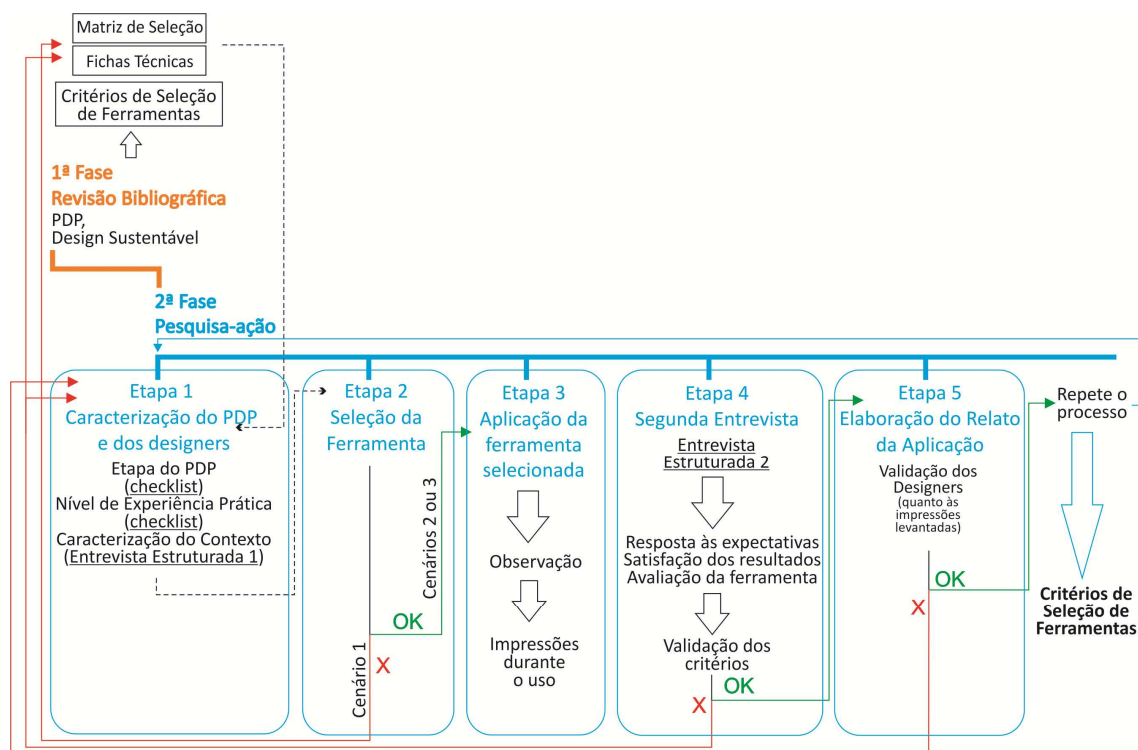 Matriz de Seleção
Fichas Técnicas
Critérios de Seleção
de Ferramentas
1ª Fase
Revisão Bibliográfica
PDP,
Design Sustentável
2ª Fase
Pesquisa-ação
Etapa 1
Caracterização do PDP
e dos designers
Etapa do PDP
(checklist)
Nível de Experiência Prática
(checklist)
Caracterização do Contexto
(Entrevista Estruturada 1)
Etapa 2
Seleção da
Ferramenta
Cenário 1
X
OK
Cenários 2 ou 3
Etapa 3
Aplicação da
ferramenta
selecionada
Observação
Impressões
durante
o uso
Etapa 4
Segunda Entrevista
Entrevista
Estruturada 2
Resposta às expectativas
Satisfação dos resultados
Avaliação da ferramenta
Validação dos
critérios
X
OK
Etapa 5
Elaboração do Relato
da Aplicação
Validação dos
Designers
(quanto às
impressões
levantadas)
X
OK
Repete o
processo
Critérios de
Seleção de
Ferramentas